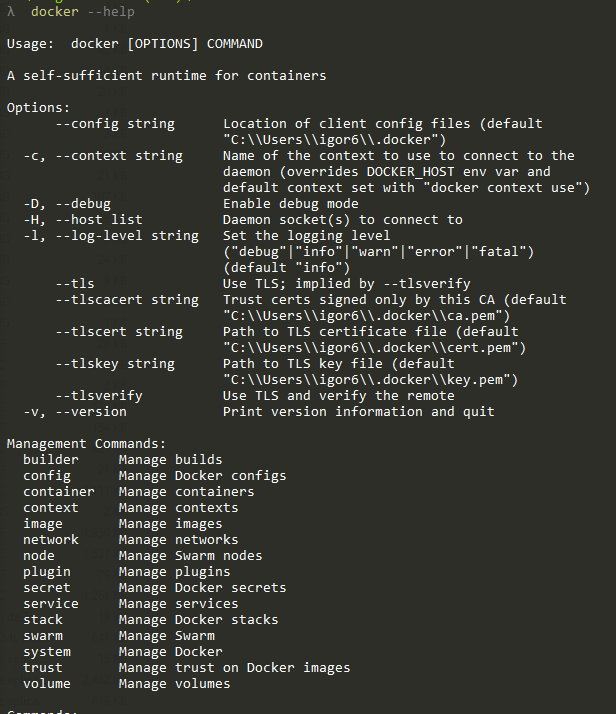 λ  docker --help

Usage:  docker [OPTIONS] COMMAND

A self-sufficient runtime for containers

Options:
      --config string      Location of client config files (default
                           "C:\\Users\\igor6\\.docker")
  -c, --context string     Name of the context to use to connect to the
                           daemon (overrides DOCKER_HOST env var and
                           default context set with "docker context use")
  -D, --debug              Enable debug mode
  -H, --host list          Daemon socket(s) to connect to
  -l, --log-level string   Set the logging level
                           ("debug"|"info"|"warn"|"error"|"fatal")
                           (default "info")
      --tls                Use TLS; implied by --tlsverify
      --tlscacert string   Trust certs signed only by this CA (default
                           "C:\\Users\\igor6\\.docker\\ca.pem")
      --tlscert string     Path to TLS certificate file (default
                           "C:\\Users\\igor6\\.docker\\cert.pem")
      --tlskey string      Path to TLS key file (default
                           "C:\\Users\\igor6\\.docker\\key.pem")
      --tlsverify          Use TLS and verify the remote
  -v, --version            Print version information and quit

Management Commands:
  builder     Manage builds
  config      Manage Docker configs
  container   Manage containers
  context     Manage contexts
  image       Manage images
  network     Manage networks
  node        Manage Swarm nodes
  plugin      Manage plugins
  secret      Manage Docker secrets
  service     Manage services
  stack       Manage Docker stacks
  swarm       Manage Swarm
  system      Manage Docker
  trust       Manage trust on Docker images
  volume      Manage volumes

Commands: